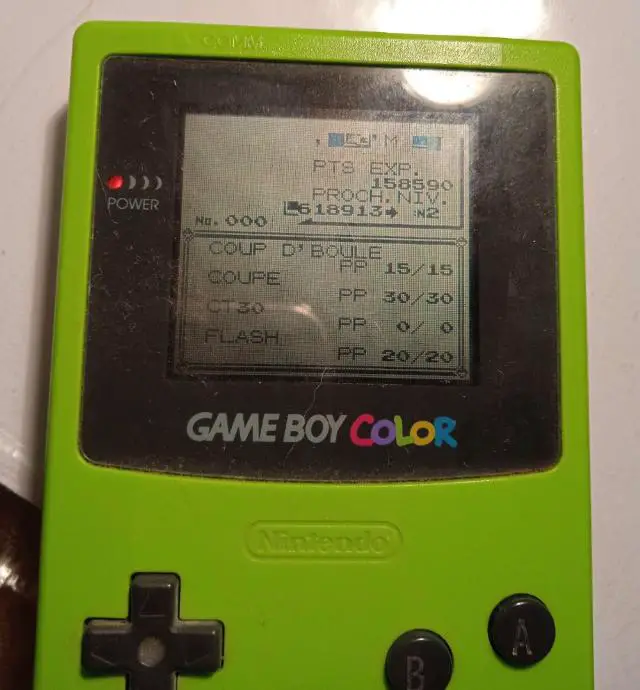 COMM.
POWER
PTS EXP.
158590
PROCH.NIV.
618913 N2
No. 000
COUP D'BOULE
PP 15/15
COUPE
PP 30/30
CT30
PP 0/ 0
FLASH
PP 20/20
GAME BOY COLOR
Nintendo
B
A